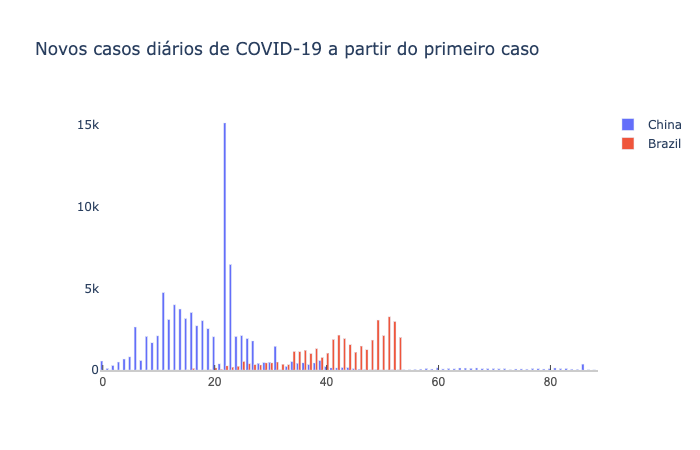 Novos casos diários de COVID-19 a partir do primeiro caso
15k
10k
5k
0
0 20 40 60 80
China
Brazil